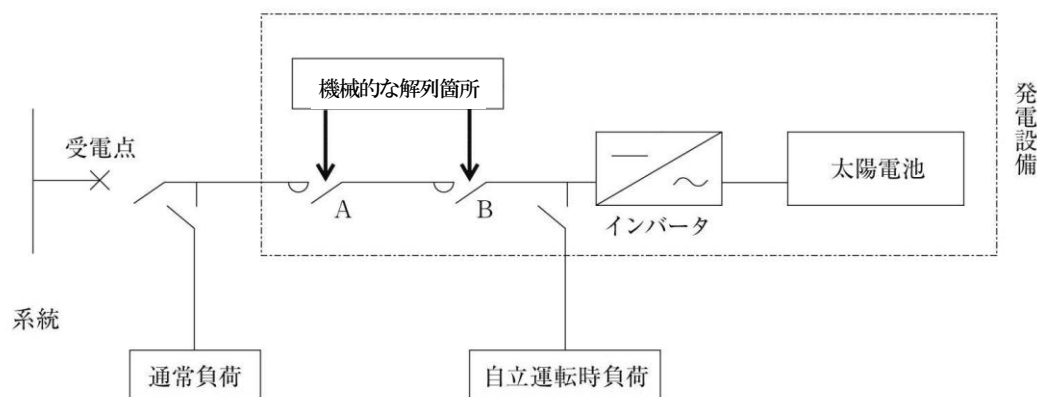 機械的な解列箇所
発電設備
受電点
太陽電池
A
B
インバータ
系統
通常負荷
自立運転時負荷